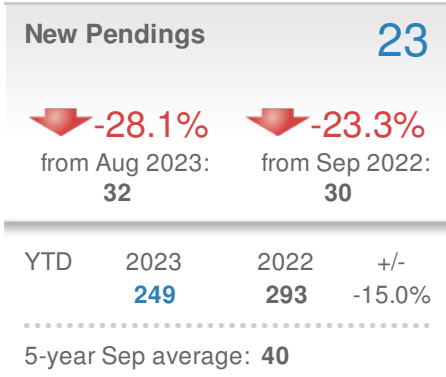 New Pendings 23
-28.1% -23.3%
from Aug 2023: from Sep 2022:
32 30
YTD 2023 2022 +/-
249 293 -15.0%
5-year Sep average: 40